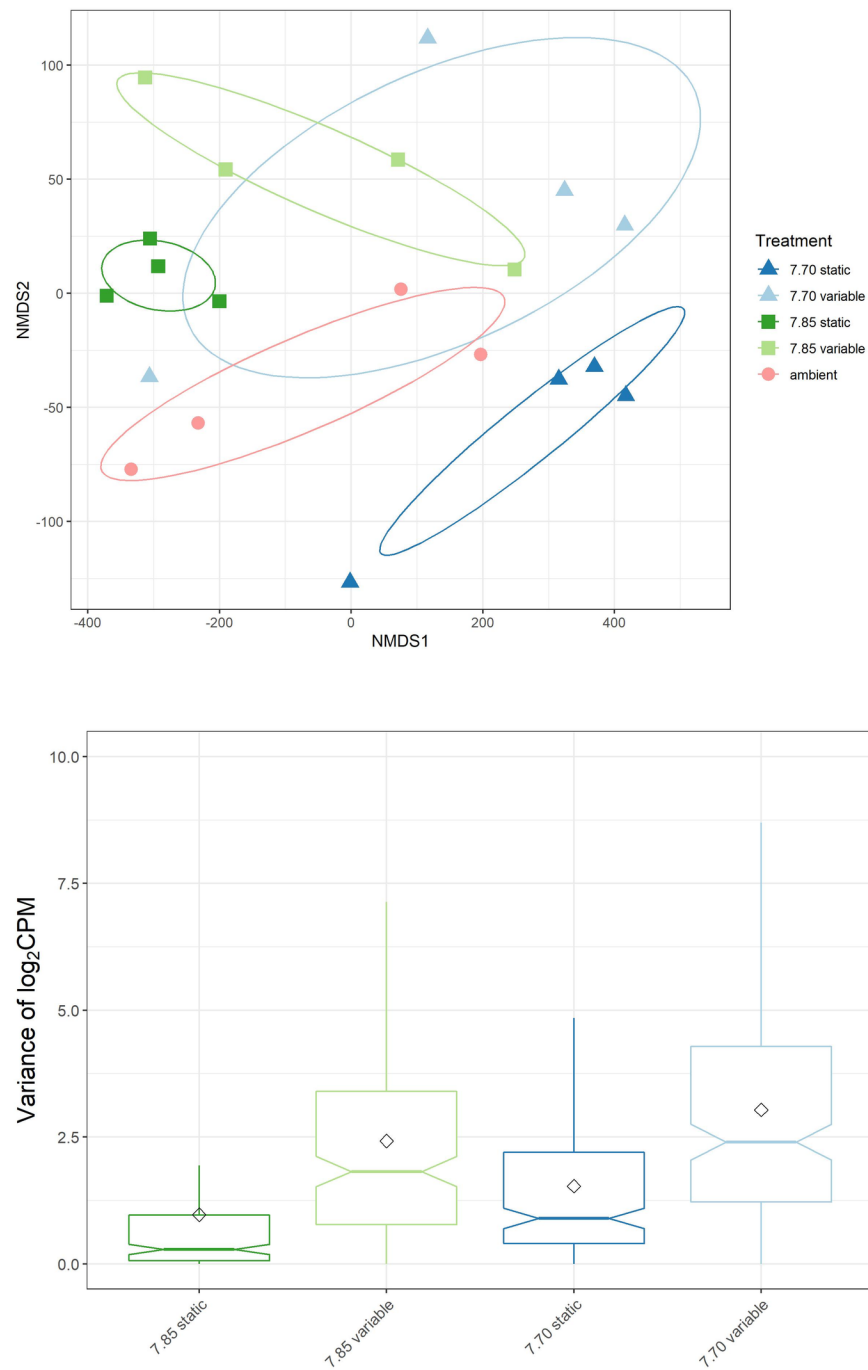 100
50
0
-50
-100
NMDS2
-400 -200 0 200 400
NMDS1
Treatment
7.70 static
7.70 variable
7.85 static
7.85 variable
ambient
10.0
7.5
5.0
2.5
0.0
Variance of log₂CPM
7.85 static
7.85 variable
7.70 static
7.70 variable